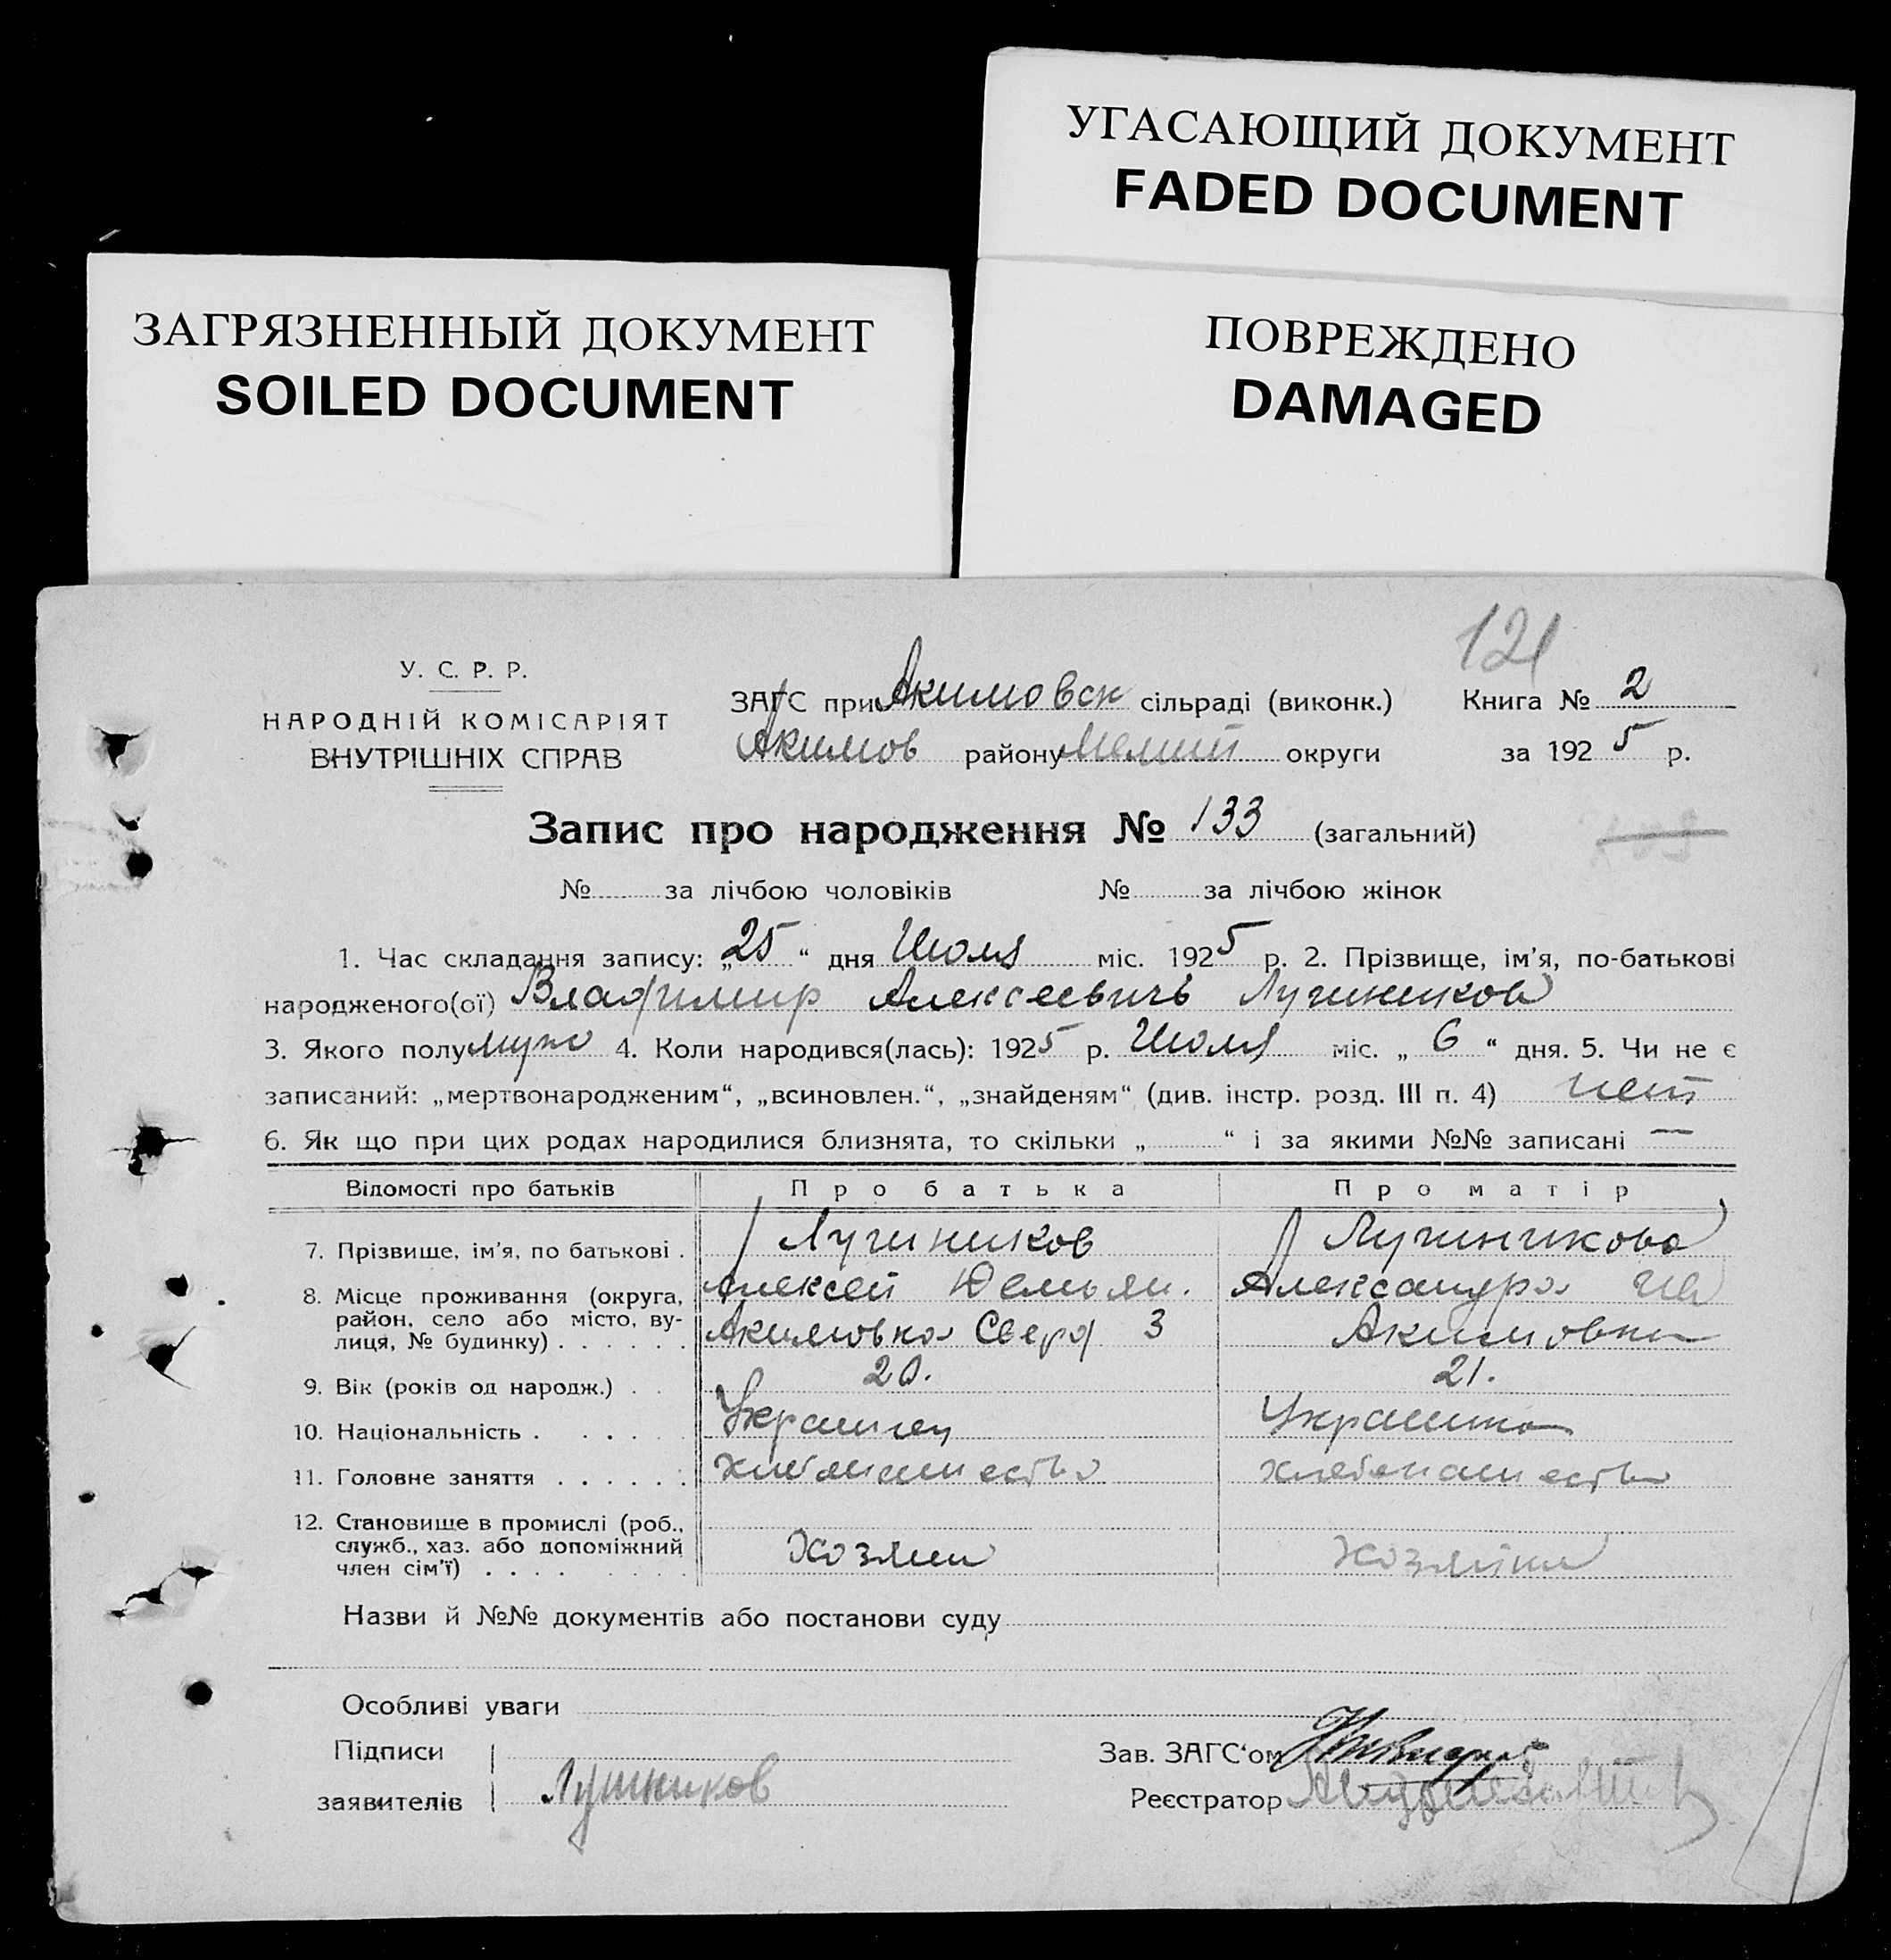 УГАСАЮЩИЙ ДОКУМЕНТ
FADED DOCUMENT
ЗАГРЯЗНЕННЫЙ ДОКУМЕНТ
SOILED DOCUMENT
ПОВРЕЖДЕНО
DAMAGED
121
У. С. Р. Р.
НАРОДНІЙ КОМІСАРІЯТ
ВНУТРІШНІХ СПРАВ
ЗАГС при Акимовск сільраді (виконк.) Книга № 2
Акимов району Мелит округи за 1925 р.
Запис про народження № 133 (загальний)
№ за лічбою чоловіків № за лічбою жінок
1. Час складання запису: „25“ дня Июля міс. 1925 р. 2. Прізвище, ім’я, по-батькові
народженого(ої) Владимир Алексеевичъ Лучников
3. Якого полу муж 4. Коли народився(лась): 1925 р. Июля міс. „6“ дня. 5. Чи не є
записаний: „мертвонародженим“, „всиновлен.“, „знайденям“ (див. інстр. розд. III п. 4) нет
6. Як що при цих родах народилися близнята, то скільки „ “ і за якими №№ записані —
Відомості про батьків Про батька Про матір
7. Прізвище, ім’я, по батькові .
8. Місце проживання (округа,
район, село або місто, ву-
лиця, № будинку) . . . . . .
Алексей Демьян. Александра
Акимовка Сверд 3 Акимовка
9. Вік (років од народж.) . . 20. 21.
10. Національність . . . . . Украинец Украинка
11. Головне заняття . . . . . . хлебопашество
12. Становище в промислі (роб.,
служб., хаз. або допоміжний
член сім’ї) . . . .
Хозяин хозяйка
Назви й №№ документів або постанови суду
Особливі уваги
Підписи
заявителів
Зав. ЗАГС‘ом
Реєстратор